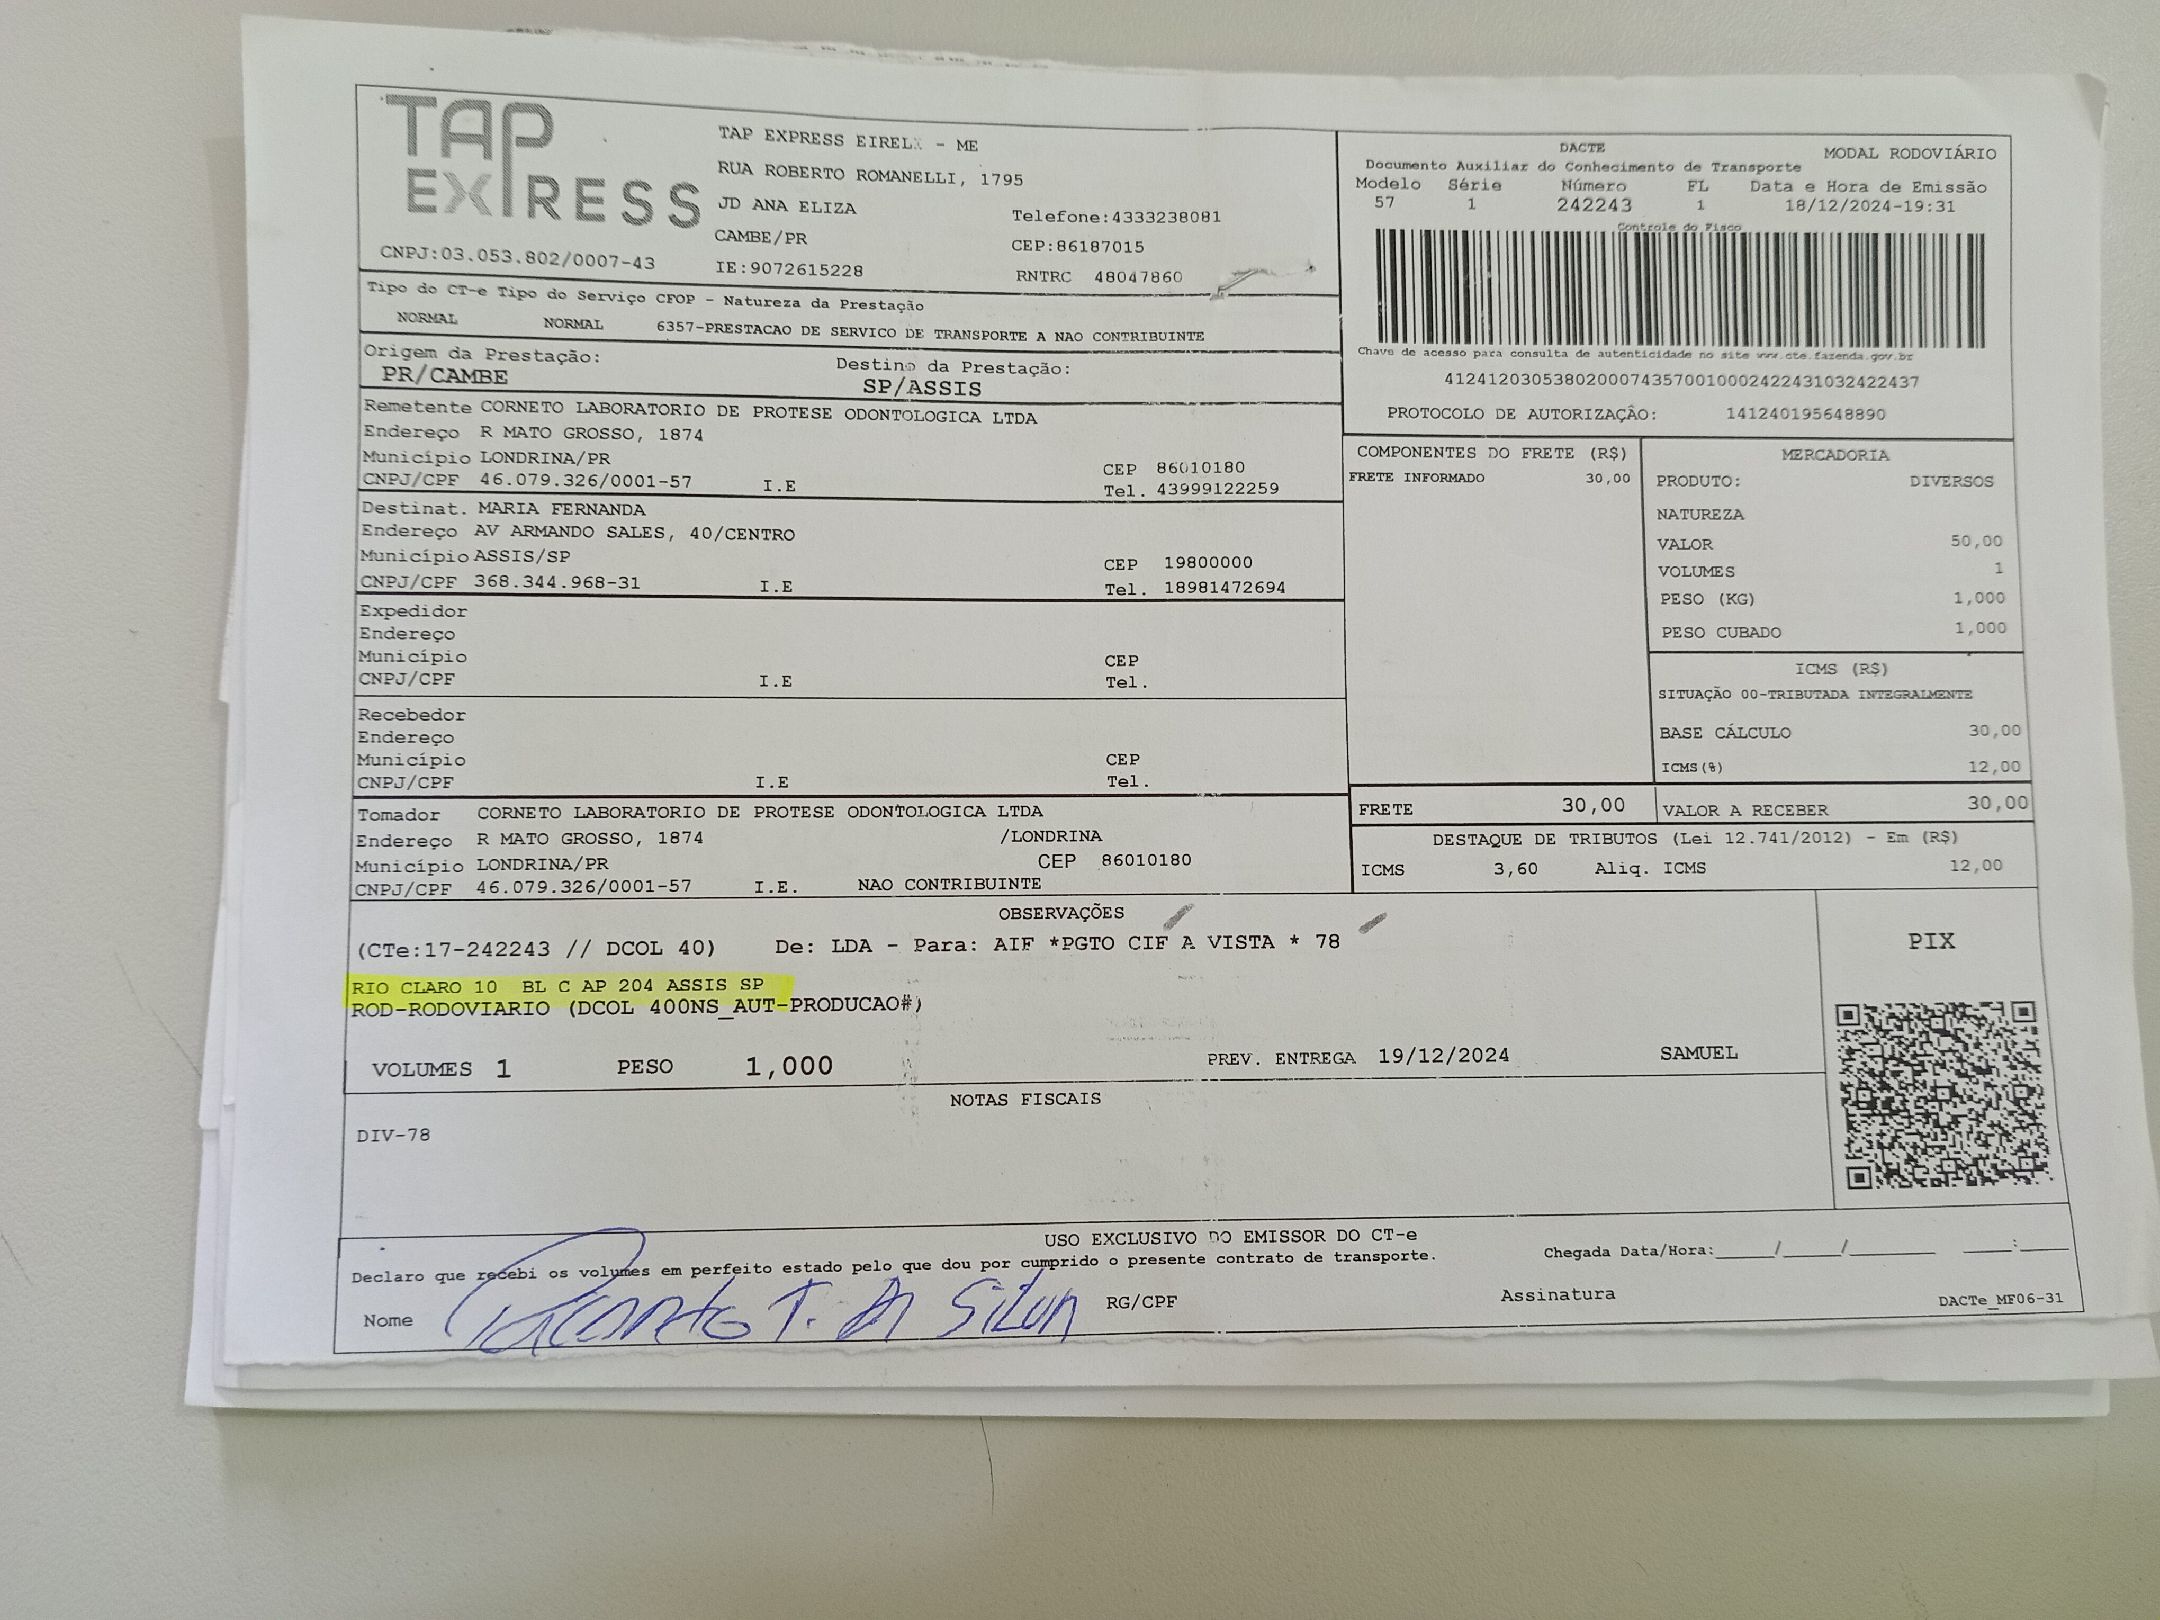 TAP
EXPRESS
CNPJ:03.053.802/0007-43
TAP EXPRESS EIRELI - ME
RUA ROBERTO ROMANELLI, 1795
JD ANA ELIZA
CAMBE/PR
IE:9072615228
Telefone:4333238081
CEP:86187015
RNTRC 48047860
DACTE
MODAL RODOVIÁRIO
Documento Auxiliar do Conhecimento de Transporte
Modelo Série Número FL Data e Hora de Emissão
57 1 242243 1 18/12/2024-19:31
Controle do Fisco
Chave de acesso para consulta de autenticidade no site www.cte.fazenda.gov.br
41241203053802000743570010002422431032422437
PROTOCOLO DE AUTORIZAÇÂO: 141240195648890
Tipo do CT-e Tipo do Serviço CFOP - Natureza da Prestação
NORMAL NORMAL 6357-PRESTACAO DE SERVICO DE TRANSPORTE A NAO CONTRIBUINTE
Origem da Prestação: Destino da Prestação:
PR/CAMBE SP/ASSIS
Remetente CORNETO LABORATORIO DE PROTESE ODONTOLOGICA LTDA
Endereço R MATO GROSSO, 1874
Município LONDRINA/PR CEP 86010180
CNPJ/CPF 46.079.326/0001-57 I.E Tel. 43999122259
Destinat. MARIA FERNANDA
Endereço AV ARMANDO SALES, 40/CENTRO
Município ASSIS/SP CEP 19800000
CNPJ/CPF 368.344.968-31 I.E Tel. 18981472694
Expedidor
Endereço
Município CEP
CNPJ/CPF I.E Tel.
Recebedor
Endereço
Município CEP
CNPJ/CPF I.E Tel.
Tomador CORNETO LABORATORIO DE PROTESE ODONTOLOGICA LTDA
Endereço R MATO GROSSO, 1874 /LONDRINA
Município LONDRINA/PR CEP 86010180
CNPJ/CPF 46.079.326/0001-57 I.E. NAO CONTRIBUINTE
COMPONENTES DO FRETE (R$)
FRETE INFORMADO 30,00
MERCADORIA
PRODUTO: DIVERSOS
NATUREZA
VALOR 50,00
VOLUMES 1
PESO (KG) 1,000
PESO CUBADO 1,000
ICMS (R$)
SITUAÇÃO 00-TRIBUTADA INTEGRALMENTE
BASE CÁLCULO 30,00
ICMS(%) 12,00
FRETE 30,00 VALOR A RECEBER 30,00
DESTAQUE DE TRIBUTOS (Lei 12.741/2012) - Em (R$)
ICMS 3,60 Aliq. ICMS 12,00
OBSERVAÇÕES
(CTe:17-242243 // DCOL 40) De: LDA - Para: AIF *PGTO CIF A VISTA * 78
RIO CLARO 10 BL C AP 204 ASSIS SP
ROD-RODOVIARIO (DCOL 400NS_AUT-PRODUCAO#)
VOLUMES 1 PESO 1,000 PREV. ENTREGA 19/12/2024 SAMUEL
PIX
NOTAS FISCAIS
DIV-78
USO EXCLUSIVO DO EMISSOR DO CT-e
Declaro que recebi os volumes em perfeito estado pelo que dou por cumprido o presente contrato de transporte.
Chegada Data/Hora:_____/_____/_______ ____:____
Nome T. DA SILVA RG/CPF Assinatura
DACTe_MF06-31